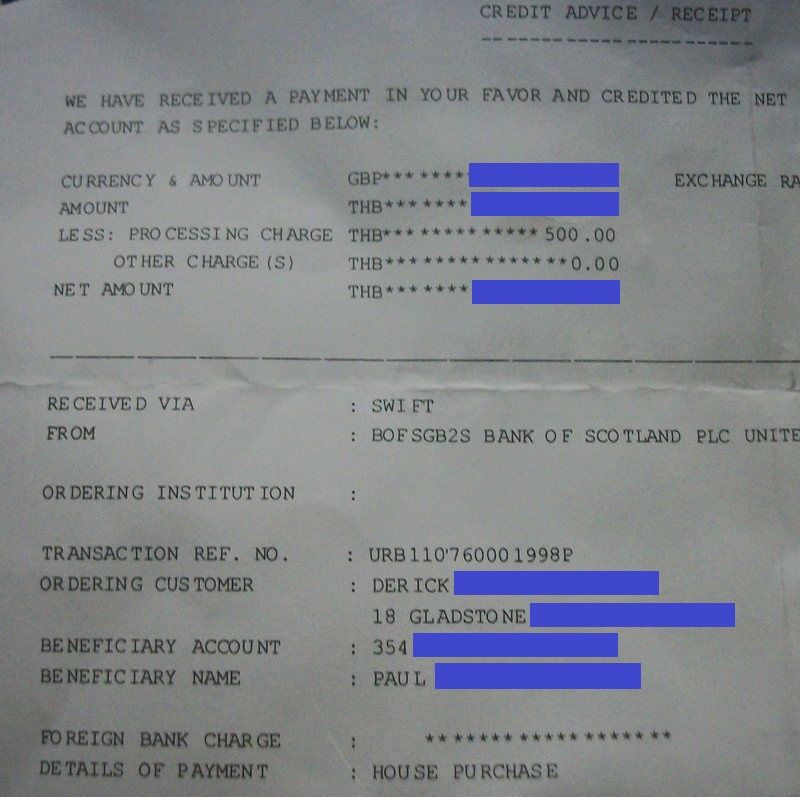 CREDIT ADVICE / RECEIPT
WE HAVE RECEIVED A PAYMENT IN YOUR FAVOR AND CREDITED THE NET
ACCOUNT AS SPECIFIED BELOW:
CURRENCY & AMOUNT GBP******* EXCHANGE RA
AMOUNT THB*******
LESS: PROCESSING CHARGE THB*************500.00
OTHER CHARGE(S) THB***************0.00
NET AMOUNT THB*******
RECEIVED VIA : SWIFT
FROM : BOFSGB2S BANK OF SCOTLAND PLC UNITE
ORDERING INSTITUTION :
TRANSACTION REF. NO. : URB110'760001998P
ORDERING CUSTOMER : DERICK
18 GLADSTONE
BENEFICIARY ACCOUNT : 354
BENEFICIARY NAME : PAUL
FOREIGN BANK CHARGE : *******************
DETAILS OF PAYMENT : HOUSE PURCHASE